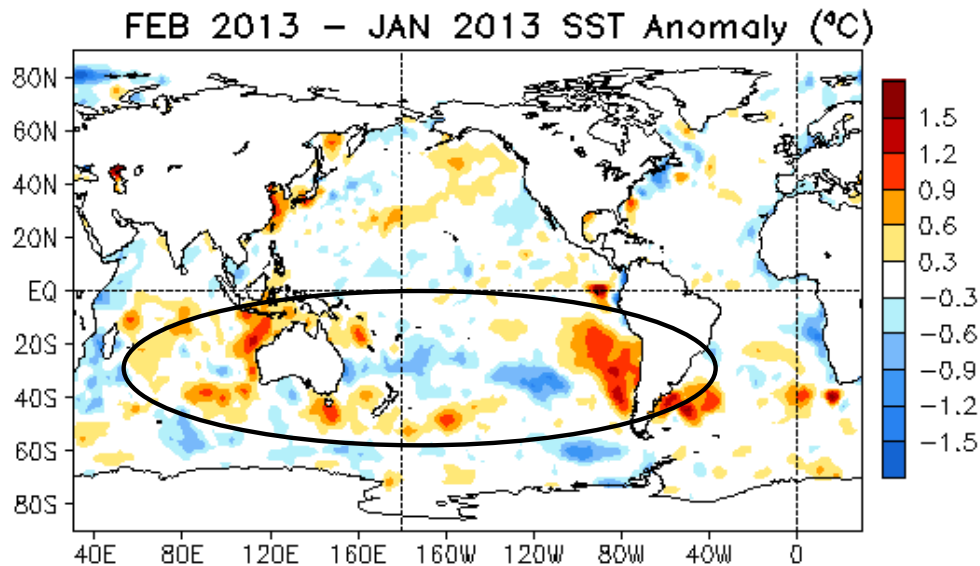 FEB 2013 – JAN 2013 SST Anomaly (°C)
80N
60N
40N
20N
EQ
20S
40S
60S
80S
40E 80E 120E 160E 160W 120W 80W 40W 0
1.5
1.2
0.9
0.6
0.3
−0.3
−0.6
−0.9
−1.2
−1.5